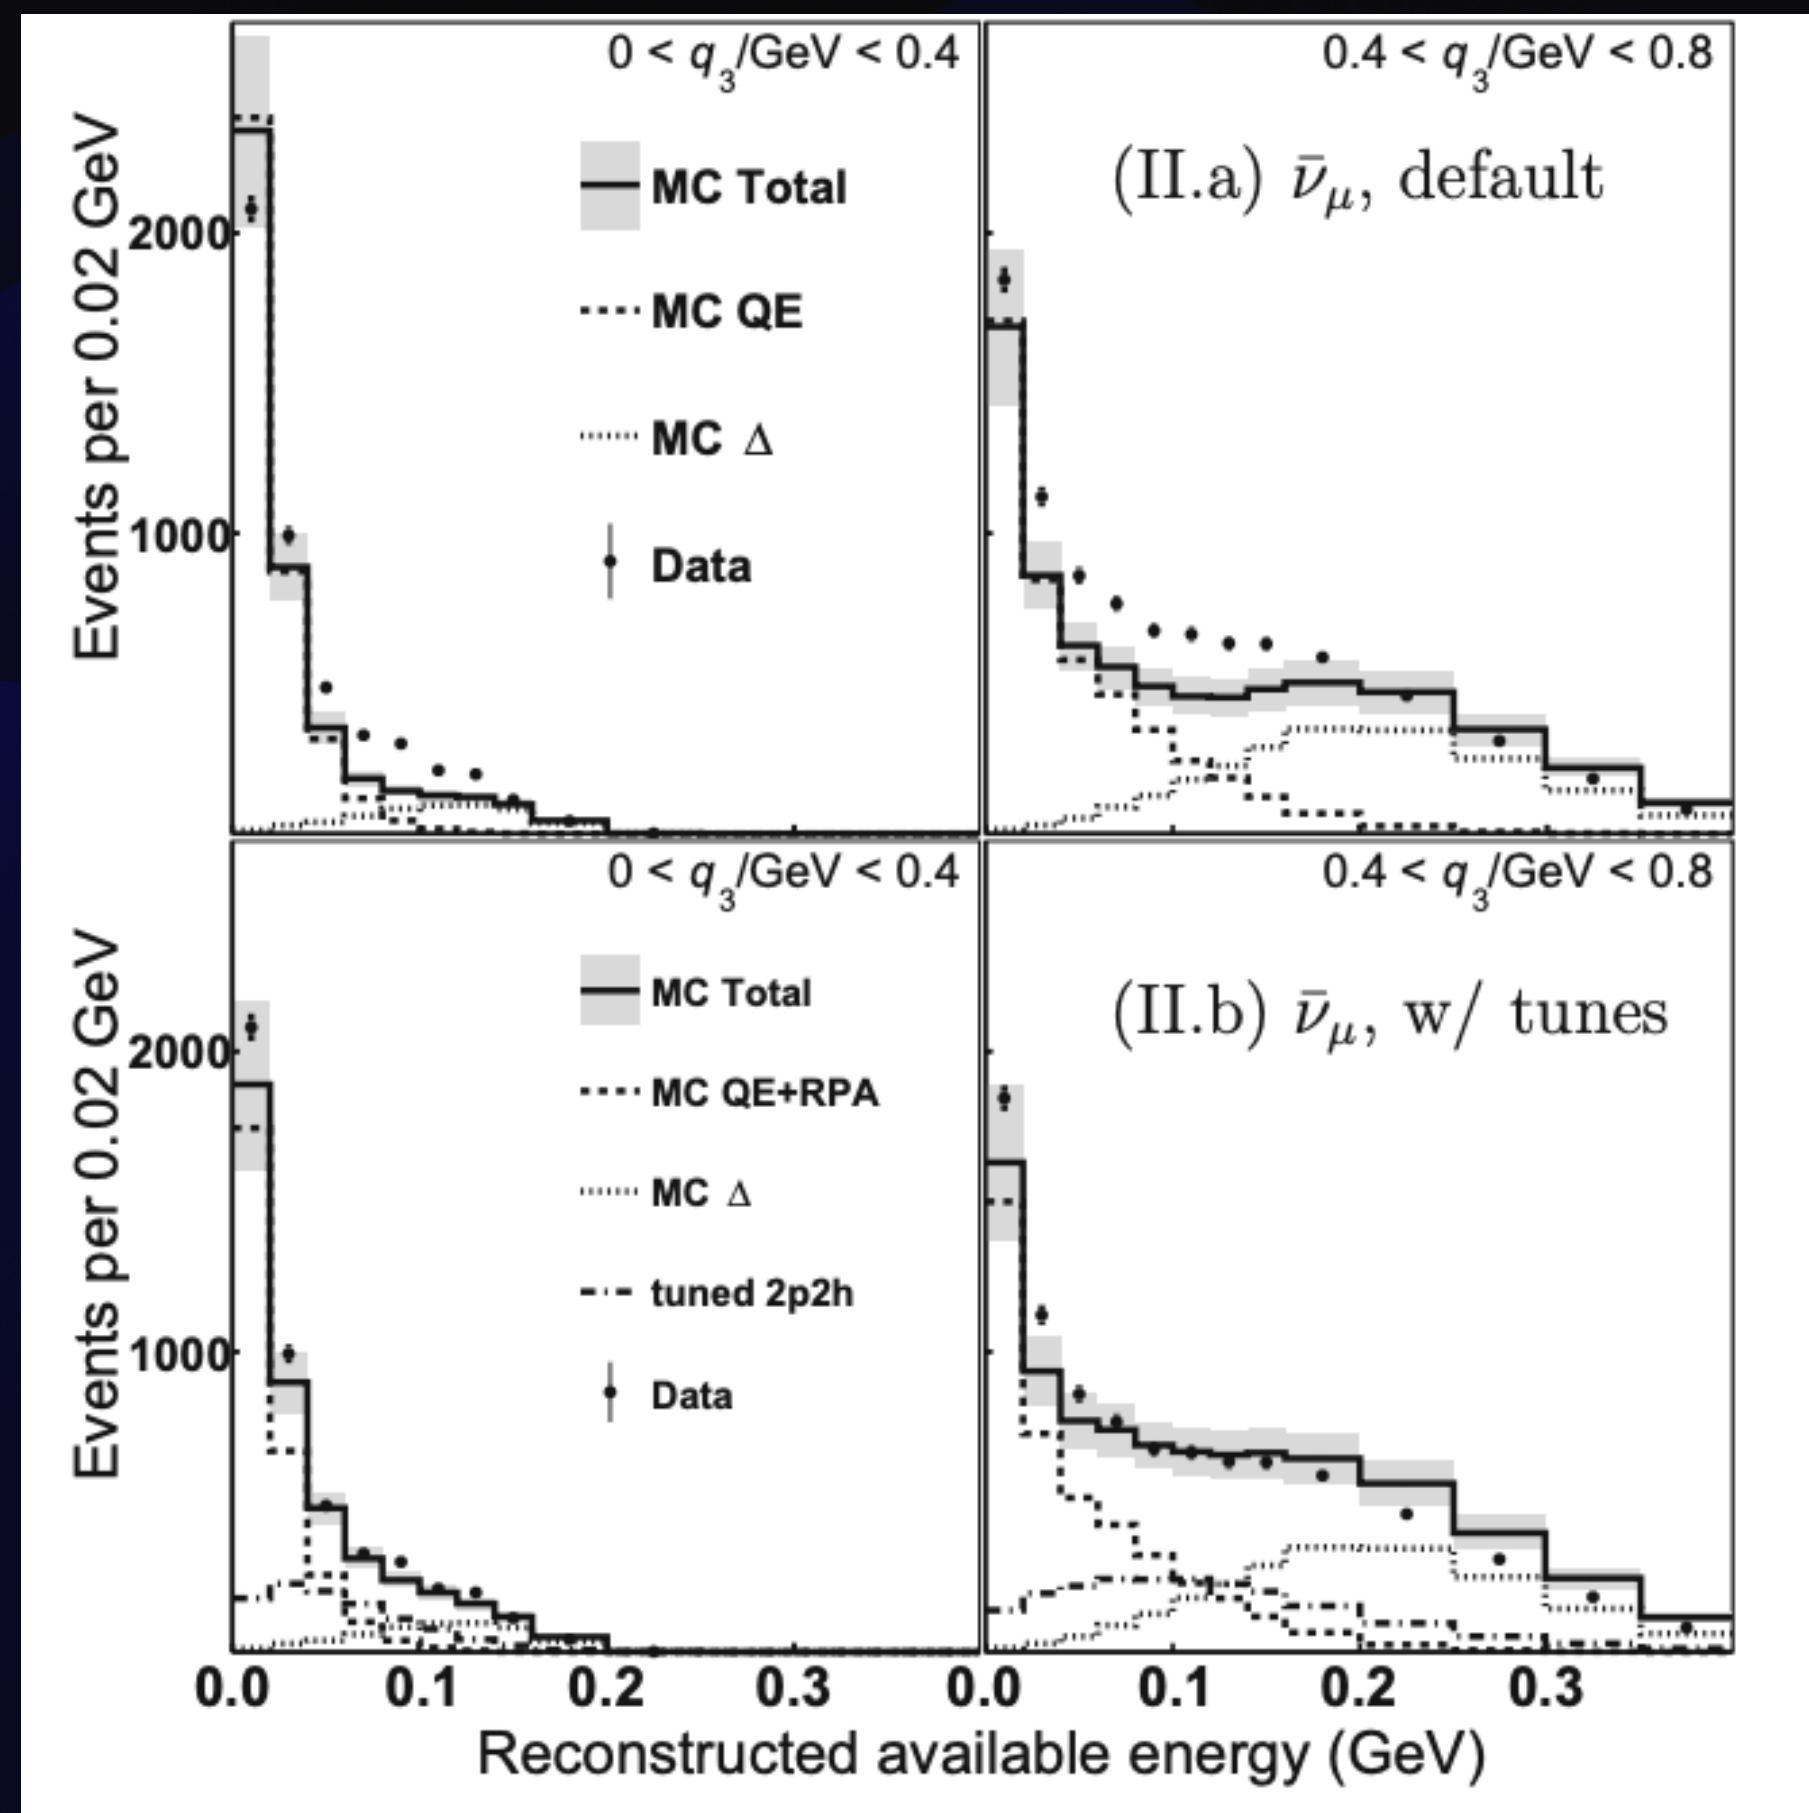 0 < q₃/GeV < 0.4
0.4 < q₃/GeV < 0.8
MC Total
(II.a) ν̄μ, default
2000
MC QE
MC Δ
1000
Data
Events per 0.02 GeV
0 < q₃/GeV < 0.4
0.4 < q₃/GeV < 0.8
MC Total
(II.b) ν̄μ, w/ tunes
2000
MC QE+RPA
MC Δ
tuned 2p2h
1000
Data
Events per 0.02 GeV
0.0 0.1 0.2 0.3 0.0 0.1 0.2 0.3
Reconstructed available energy (GeV)